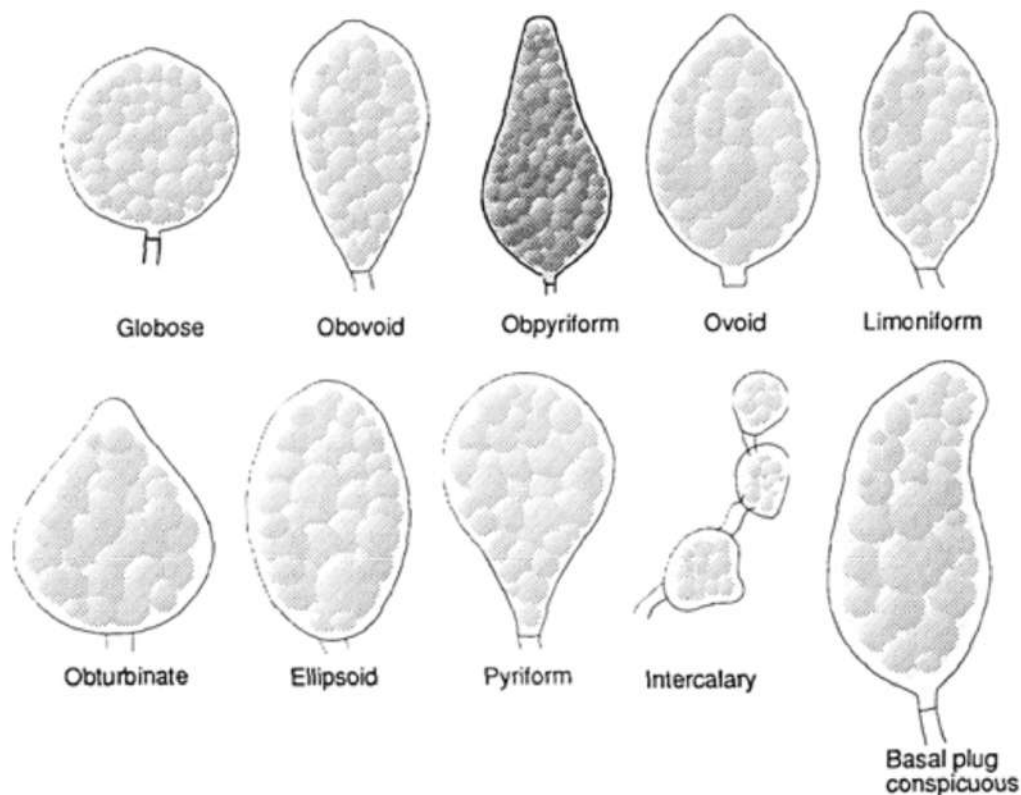 Globose
Obovoid
Obpyriform
Ovoid
Limoniform
Obturbinate
Ellipsoid
Pyriform
Intercalary
Basal plug
conspicuous